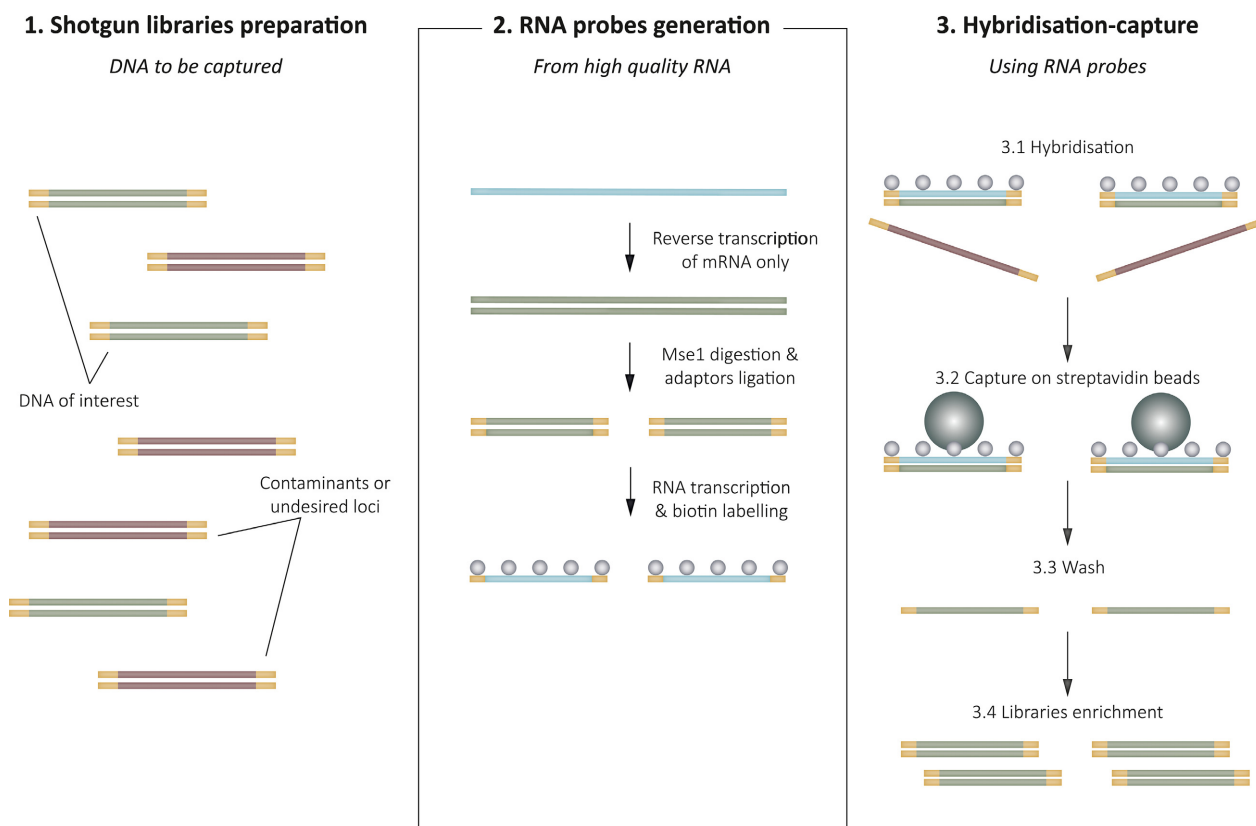 1. Shotgun libraries preparation
DNA to be captured
DNA of interest
Contaminants or
undesired loci
2. RNA probes generation
From high quality RNA
Reverse transcription
of mRNA only
Mse1 digestion &
adaptors ligation
RNA transcription
& biotin labelling
3. Hybridisation-capture
Using RNA probes
3.1 Hybridisation
3.2 Capture on streptavidin beads
3.3 Wash
3.4 Libraries enrichment